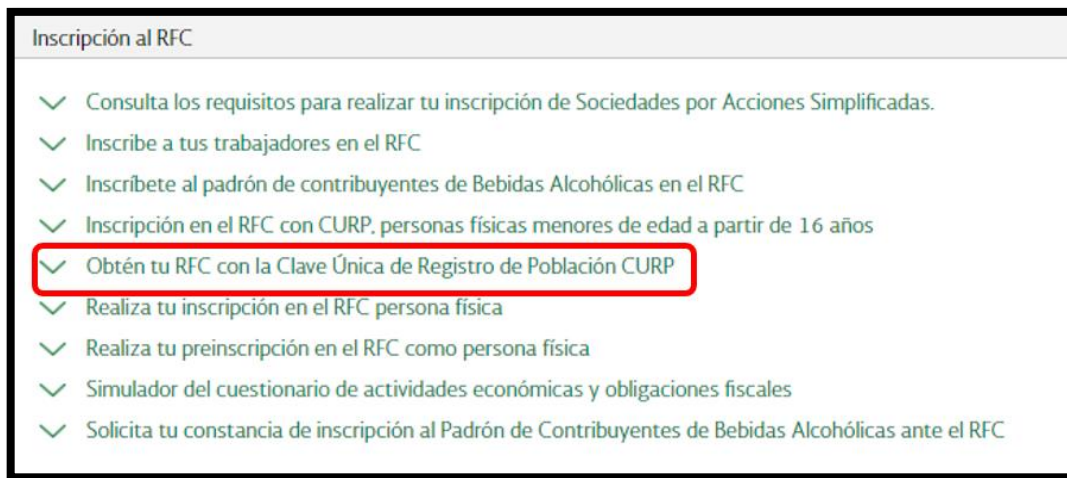 Inscripción al RFC
Consulta los requisitos para realizar tu inscripción de Sociedades por Acciones Simplificadas.
Inscribe a tus trabajadores en el RFC
Inscríbete al padrón de contribuyentes de Bebidas Alcohólicas en el RFC
Inscripción en el RFC con CURP, personas físicas menores de edad a partir de 16 años
Obtén tu RFC con la Clave Única de Registro de Población CURP
Realiza tu inscripción en el RFC persona física
Realiza tu preinscripción en el RFC como persona física
Simulador del cuestionario de actividades económicas y obligaciones fiscales
Solicita tu constancia de inscripción al Padrón de Contribuyentes de Bebidas Alcohólicas ante el RFC